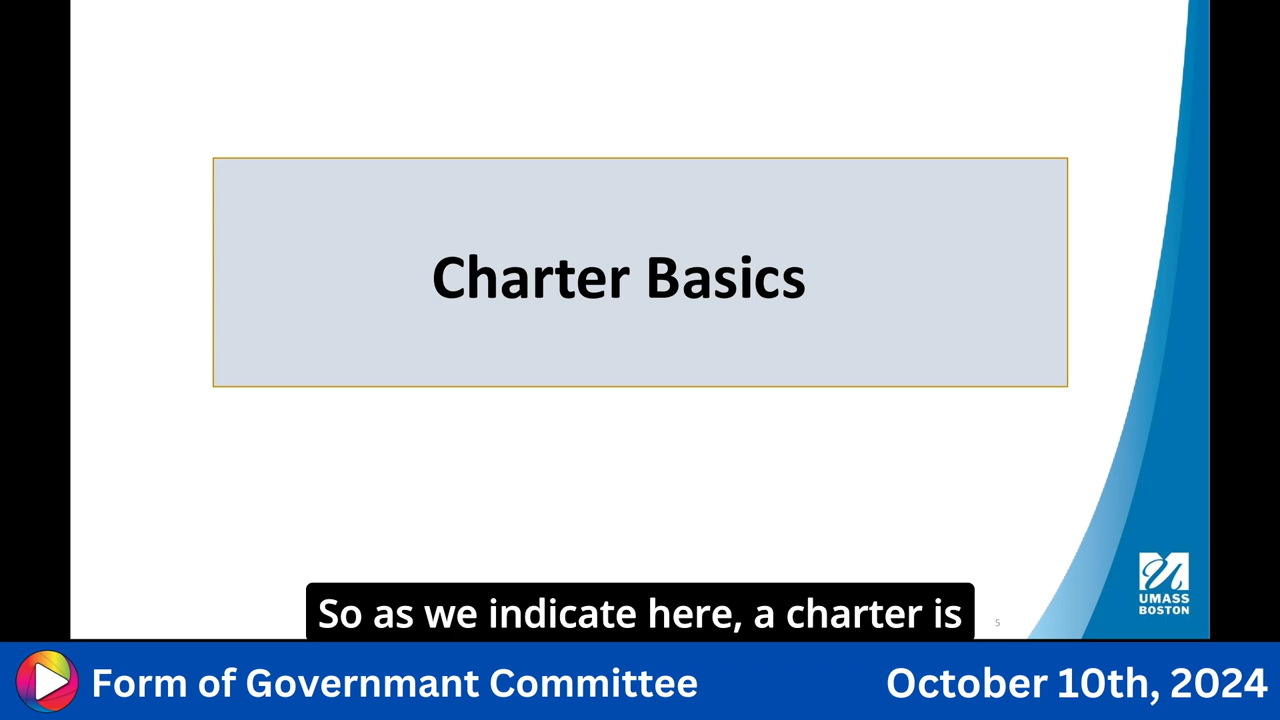 Charter Basics
UMASS
BOSTON
So as we indicate here, a charter is
5
Form of Governmant Committee
October 10th, 2024